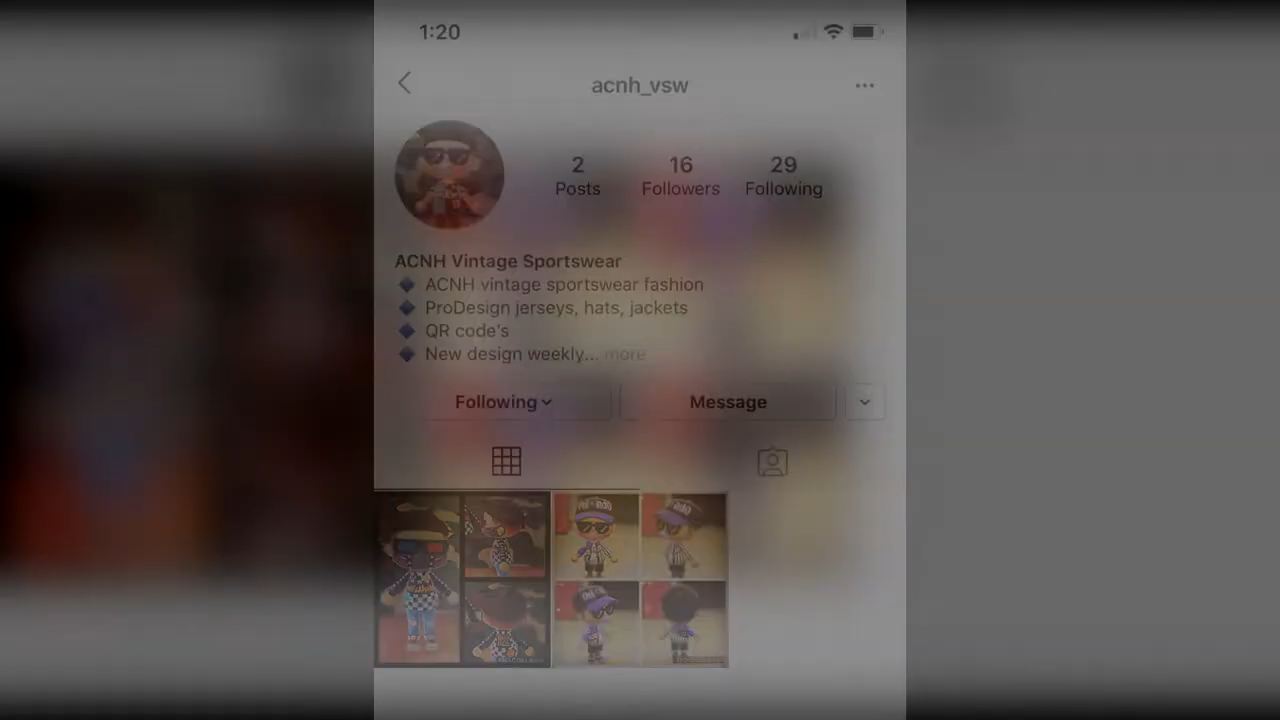 1:20
acnh_vsw
2
Posts
16
Followers
29
Following
ACNH Vintage Sportswear
ACNH vintage sportswear fashion
ProDesign jerseys, hats, jackets
QR code's
New design weekly... more
Following
Message